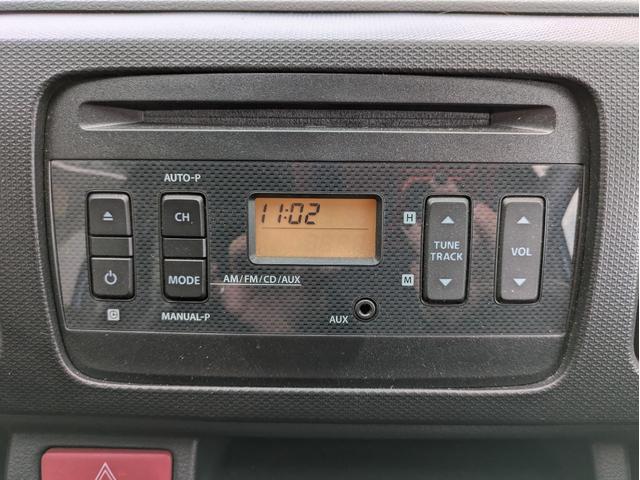 AUTO-P
CH
MODE
AM/FM/CD/AUX
MANUAL-P
C
11:02
AUX
H
M
TUNE
TRACK
VOL